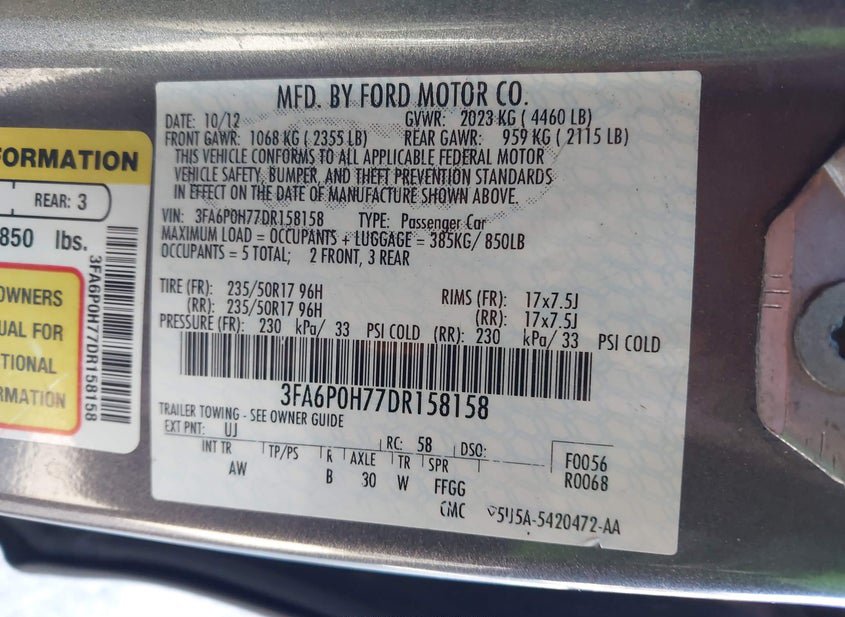 MFD. BY FORD MOTOR CO.
DATE: 10/12 GVWR: 2023 KG ( 4460 LB)
FRONT GAWR: 1068 KG ( 2355 LB) REAR GAWR: 959 KG ( 2115 LB)
THIS VEHICLE CONFORMS TO ALL APPLICABLE FEDERAL MOTOR
VEHICLE SAFETY, BUMPER, AND THEFT PREVENTION STANDARDS
IN EFFECT ON THE DATE OF MANUFACTURE SHOWN ABOVE.
VIN: 3FA6P0H77DR158158 TYPE: Passenger Car
MAXIMUM LOAD = OCCUPANTS + LUGGAGE = 385KG/ 850LB
OCCUPANTS = 5 TOTAL; 2 FRONT, 3 REAR
TIRE (FR): 235/50R17 96H RIMS (FR): 17x7.5J
(RR): 235/50R17 96H (RR): 17x7.5J
PRESSURE (FR): 230 kPa/ 33 PSI COLD (RR): 230 kPa/ 33 PSI COLD
3FA6P0H77DR158158
TRAILER TOWING - SEE OWNER GUIDE
EXT PNT: UJ RC: 58 DSO: F0056
INT TR TP/PS R AXLE TR SPR R0068
AW B 30 W FFGG
CMC 5U5A-5420472-AA
FORMATION
REAR: 3
850 lbs.
OWNERS
UAL FOR
TIONAL
RMATION
3FA6P0H77DR158158